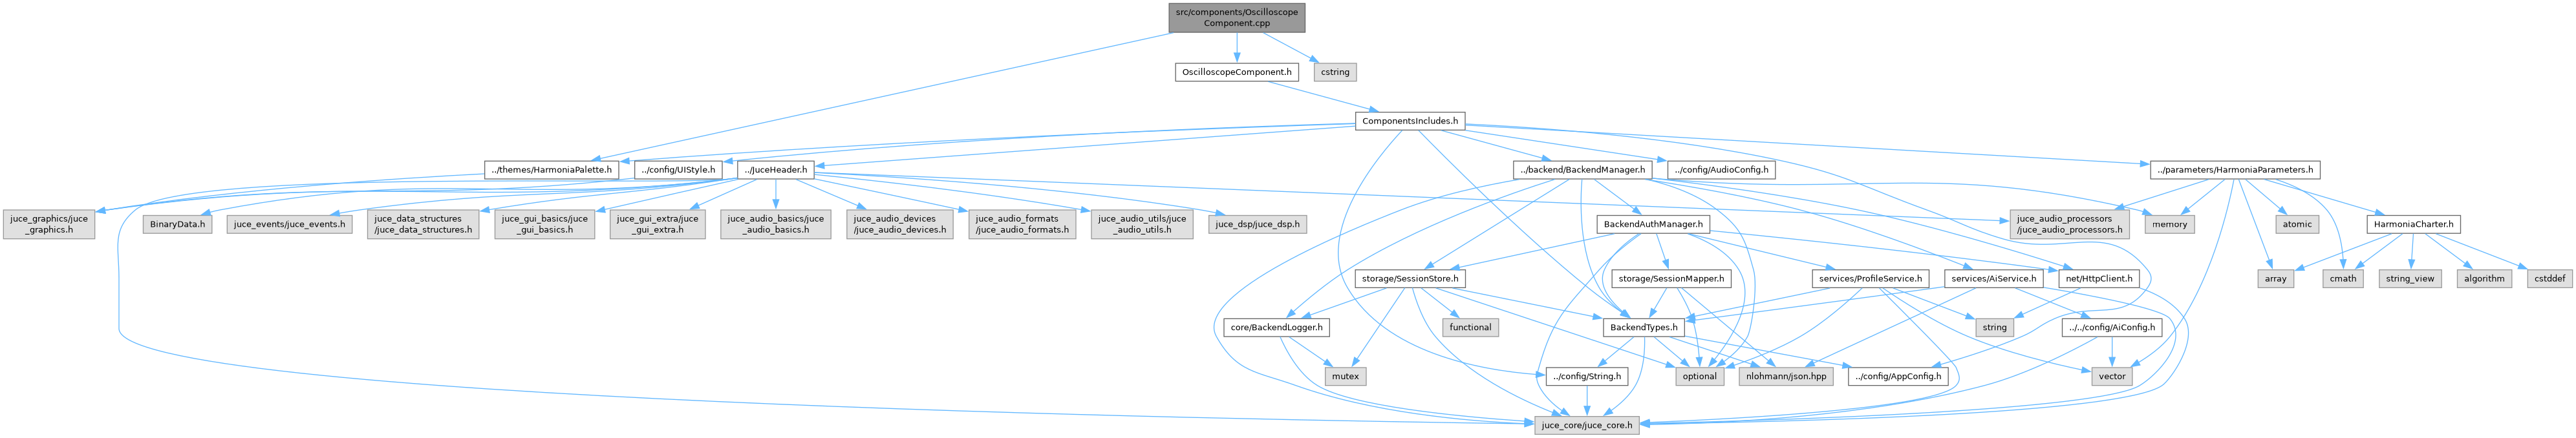 src/components/Oscilloscope
Component.cpp
OscilloscopeComponent.h
cstring
ComponentsIncludes.h
../themes/HarmoniaPalette.h
../config/UIStyle.h
../JuceHeader.h
../backend/BackendManager.h
../config/AudioConfig.h
../parameters/HarmoniaParameters.h
juce_graphics/juce
_graphics.h
BinaryData.h
juce_events/juce_events.h
juce_data_structures
/juce_data_structures.h
juce_gui_basics/juce
_gui_basics.h
juce_gui_extra/juce
_gui_extra.h
juce_audio_basics/juce
_audio_basics.h
juce_audio_devices
/juce_audio_devices.h
juce_audio_formats
/juce_audio_formats.h
juce_audio_utils/juce
_audio_utils.h
juce_dsp/juce_dsp.h
BackendAuthManager.h
juce_audio_processors
/juce_audio_processors.h
memory
atomic
HarmoniaCharter.h
storage/SessionStore.h
storage/SessionMapper.h
services/ProfileService.h
services/AiService.h
net/HttpClient.h
array
cmath
string_view
algorithm
cstddef
core/BackendLogger.h
functional
BackendTypes.h
string
../../config/AiConfig.h
mutex
../config/String.h
optional
nlohmann/json.hpp
../config/AppConfig.h
vector
juce_core/juce_core.h